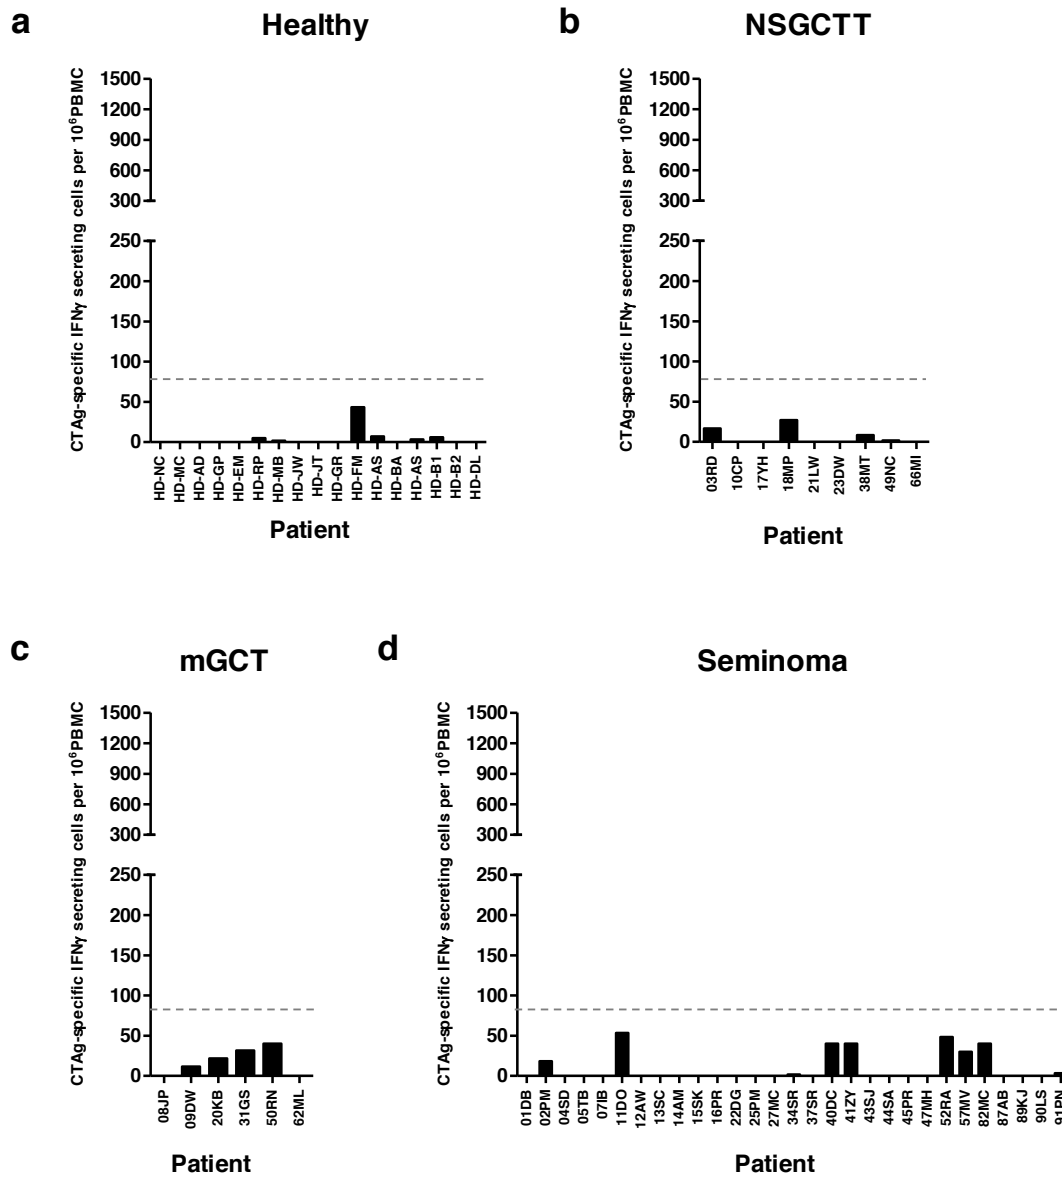 a
Healthy
CTAg-specific IFNγ secreting cells per 10⁶PBMC
1500
1200
900
600
300
250
200
150
100
50
0
HD-NC
HD-MC
HD-AD
HD-GP
HD-EM
HD-RP
HD-MB
HD-JW
HD-JT
HD-GR
HD-FM
HD-AS
HD-BA
HD-AS
HD-B1
HD-B2
HD-DL
Patient
b
NSGCTT
CTAg-specific IFNγ secreting cells per 10⁶PBMC
1500
1200
900
600
300
250
200
150
100
50
0
03RD
10CP
17YH
18MP
21LW
23DW
38MT
49NC
66MI
Patient
c
mGCT
CTAg-specific IFNγ secreting cells per 10⁶PBMC
1500
1200
900
600
300
250
200
150
100
50
0
08JP
09DW
20KB
31GS
50RN
62ML
Patient
d
Seminoma
CTAg-specific IFNγ secreting cells per 10⁶PBMC
1500
1200
900
600
300
250
200
150
100
50
0
01DB
02PM
04SD
05TB
07IB
11DO
12AW
13SC
14AM
15SK
16PR
22DG
25PM
27MC
34SR
37SR
40DC
41ZY
43SJ
44SA
45PR
47MH
52RA
57MV
82MC
87AB
89KJ
90LS
Patient